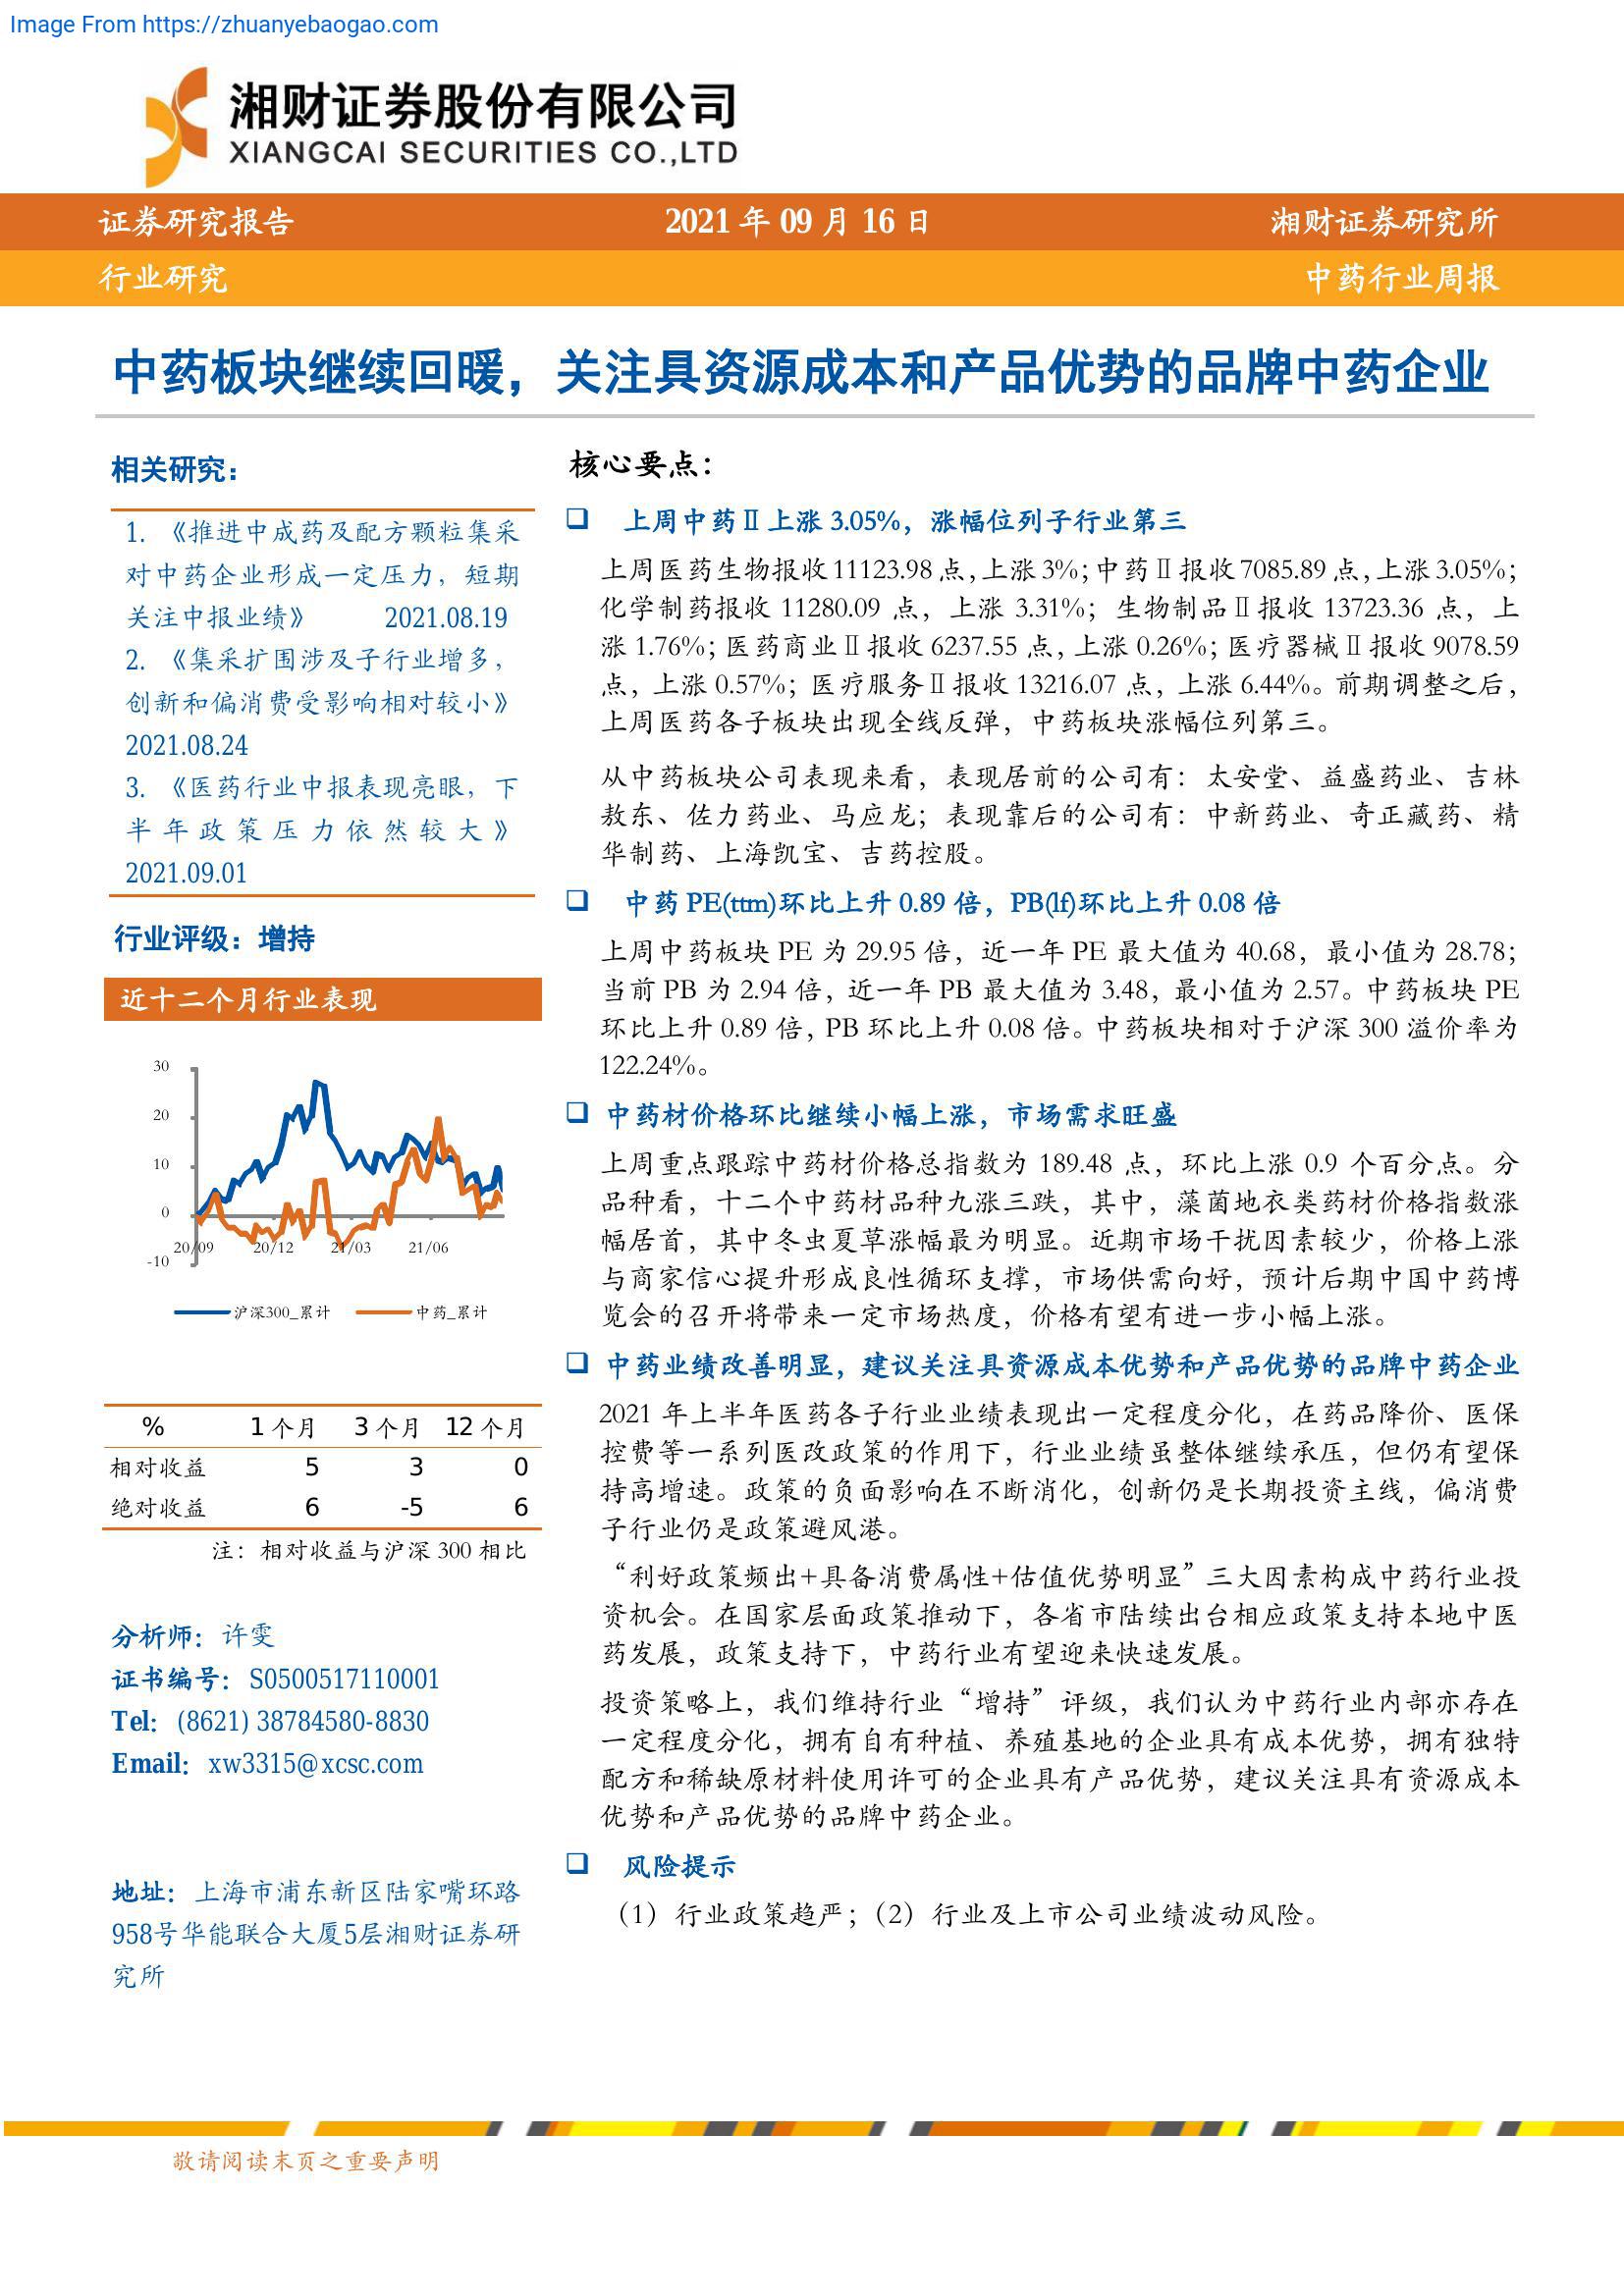 Image From https://zhuanyebaogao.com
湘财证券股份有限公司
XIANGCAI SECURITIES CO.,LTD
证券研究报告 2021 年 09 月 16 日 湘财证券研究所
行业研究 中药行业周报
中药板块继续回暖，关注具资源成本和产品优势的品牌中药企业
相关研究：
1. 《推进中成药及配方颗粒集采
对中药企业形成一定压力，短期
关注中报业绩》 2021.08.19
2. 《集采扩围涉及子行业增多，
创新和偏消费受影响相对较小》
2021.08.24
3. 《医药行业中报表现亮眼，下
半年政策压力依然较大》
2021.09.01
行业评级：增持
近十二个月行业表现
30
20
10
0
-10
20/09 20/12 21/03 21/06
沪深300_累计 中药_累计
% 1 个月 3 个月 12 个月
相对收益 5 3 0
绝对收益 6 -5 6
注：相对收益与沪深 300 相比
分析师：许雯
证书编号：S0500517110001
Tel：(8621) 38784580-8830
Email：xw3315@xcsc.com
地址：上海市浦东新区陆家嘴环路
958号华能联合大厦5层湘财证券研
究所
核心要点：
❑ 上周中药Ⅱ上涨 3.05%，涨幅位列子行业第三
上周医药生物报收 11123.98 点，上涨 3%；中药Ⅱ报收 7085.89 点，上涨 3.05%；
化学制药报收 11280.09 点，上涨 3.31%；生物制品Ⅱ报收 13723.36 点，上
涨 1.76%；医药商业Ⅱ报收 6237.55 点，上涨 0.26%；医疗器械Ⅱ报收 9078.59
点，上涨 0.57%；医疗服务Ⅱ报收 13216.07 点，上涨 6.44%。前期调整之后，
上周医药各子板块出现全线反弹，中药板块涨幅位列第三。
从中药板块公司表现来看，表现居前的公司有：太安堂、益盛药业、吉林
敖东、佐力药业、马应龙；表现靠后的公司有：中新药业、奇正藏药、精
华制药、上海凯宝、吉药控股。
❑ 中药 PE(ttm)环比上升 0.89 倍，PB(lf)环比上升 0.08 倍
上周中药板块 PE 为 29.95 倍，近一年 PE 最大值为 40.68，最小值为 28.78；
当前 PB 为 2.94 倍，近一年 PB 最大值为 3.48，最小值为 2.57。中药板块 PE
环比上升 0.89 倍，PB 环比上升 0.08 倍。中药板块相对于沪深 300 溢价率为
122.24%。
❑ 中药材价格环比继续小幅上涨，市场需求旺盛
上周重点跟踪中药材价格总指数为 189.48 点，环比上涨 0.9 个百分点。分
品种看，十二个中药材品种九涨三跌，其中，藻菌地衣类药材价格指数涨
幅居首，其中冬虫夏草涨幅最为明显。近期市场干扰因素较少，价格上涨
与商家信心提升形成良性循环支撑，市场供需向好，预计后期中国中药博
览会的召开将带来一定市场热度，价格有望有进一步小幅上涨。
❑ 中药业绩改善明显，建议关注具资源成本优势和产品优势的品牌中药企业
2021 年上半年医药各子行业业绩表现出一定程度分化，在药品降价、医保
控费等一系列医改政策的作用下，行业业绩虽整体继续承压，但仍有望保
持高增速。政策的负面影响在不断消化，创新仍是长期投资主线，偏消费
子行业仍是政策避风港。
“利好政策频出+具备消费属性+估值优势明显”三大因素构成中药行业投
资机会。在国家层面政策推动下，各省市陆续出台相应政策支持本地中医
药发展，政策支持下，中药行业有望迎来快速发展。
投资策略上，我们维持行业“增持”评级，我们认为中药行业内部亦存在
一定程度分化，拥有自有种植、养殖基地的企业具有成本优势，拥有独特
配方和稀缺原材料使用许可的企业具有产品优势，建议关注具有资源成本
优势和产品优势的品牌中药企业。
❑ 风险提示
（1）行业政策趋严；（2）行业及上市公司业绩波动风险。
敬请阅读末页之重要声明